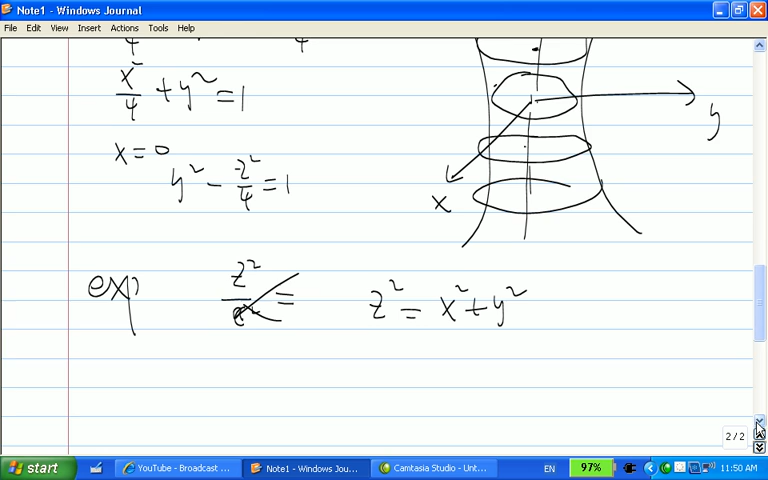 Note1 - Windows Journal
File Edit View Insert Actions Tools Help
x²/4 + y² = 1
x = 0
y² - z²/4 = 1
y
x
exp z²/c² = z² = x² + y²
2/2
start YouTube - Broadcast ... Note1 - Windows Jou... Camtasia Studio - Unt... EN 97% 11:50 AM